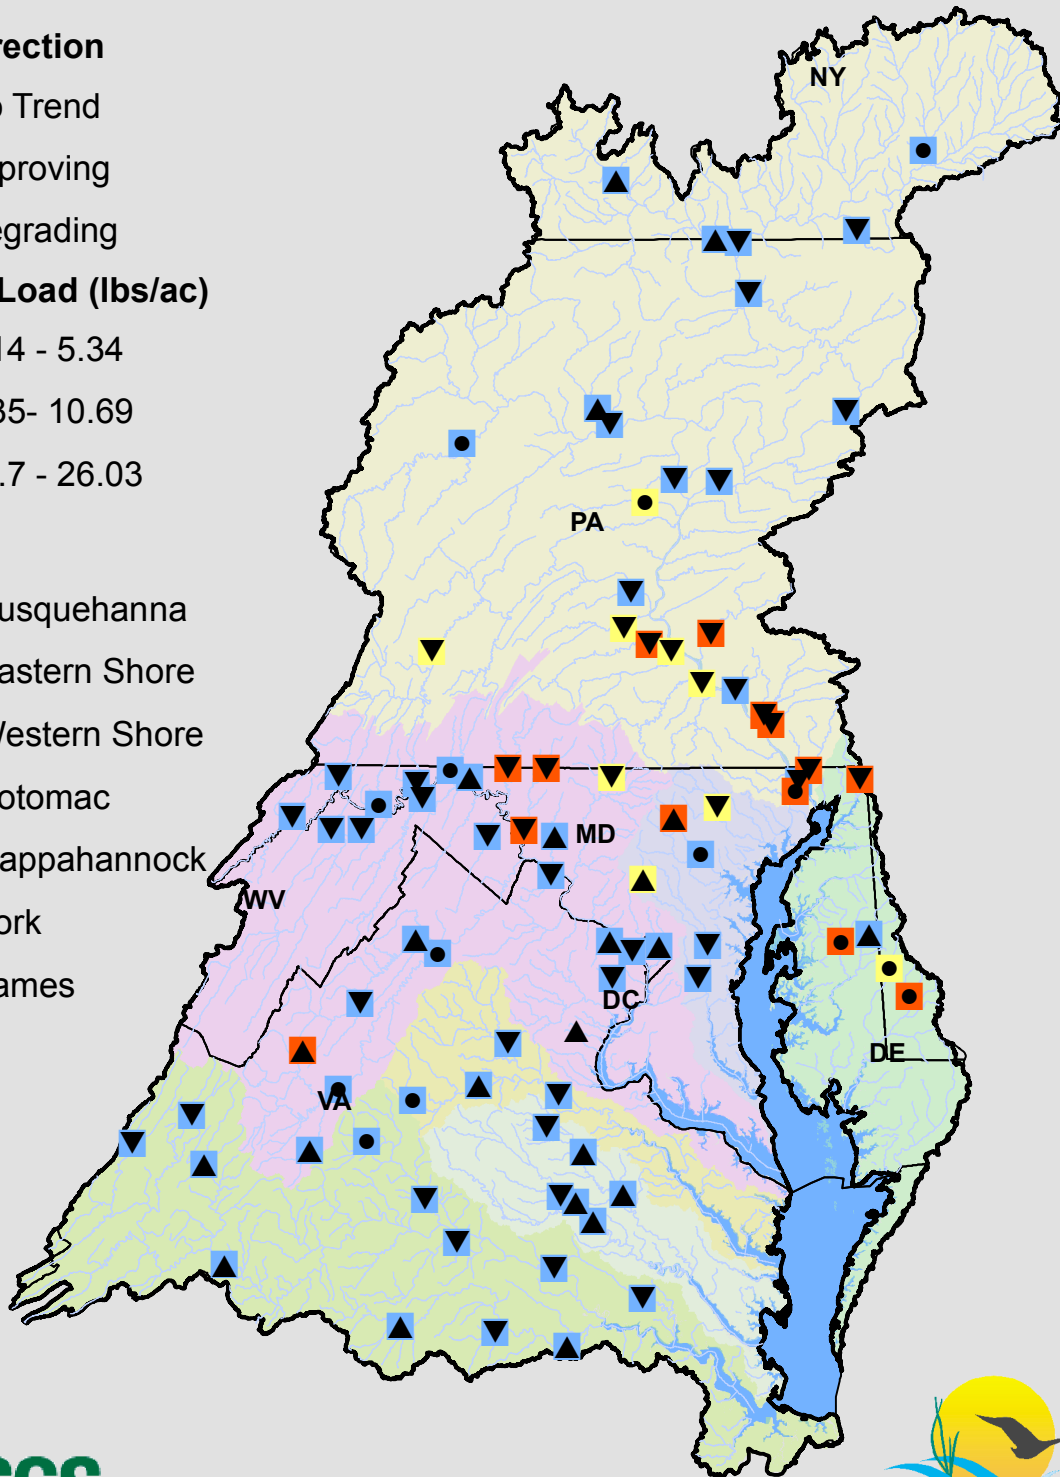 rection
o Trend
proving
egrading
Load (lbs/ac)
14 - 5.34
35- 10.69
.7 - 26.03
usquehanna
astern Shore
Western Shore
otomac
appahannock
ork
ames
NY
PA
MD
WV
DC
DE
VA